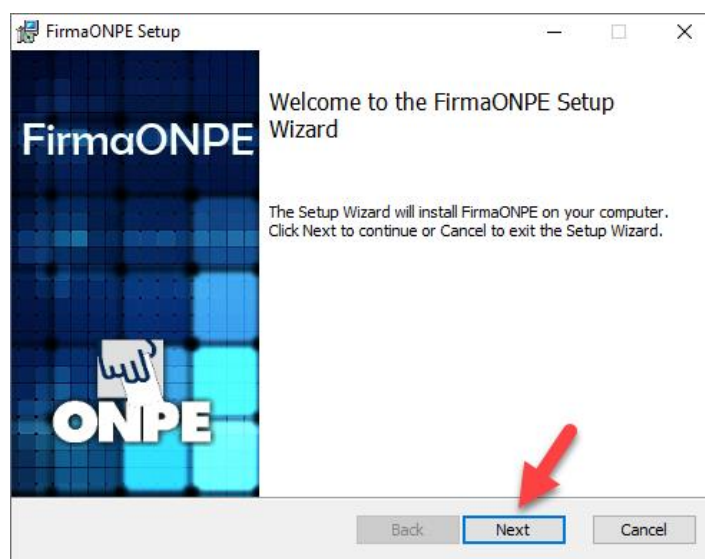 FirmaONPE Setup
FirmaONPE
Welcome to the FirmaONPE Setup
Wizard
The Setup Wizard will install FirmaONPE on your computer.
Click Next to continue or Cancel to exit the Setup Wizard.
ONPE
Back
Next
Cancel